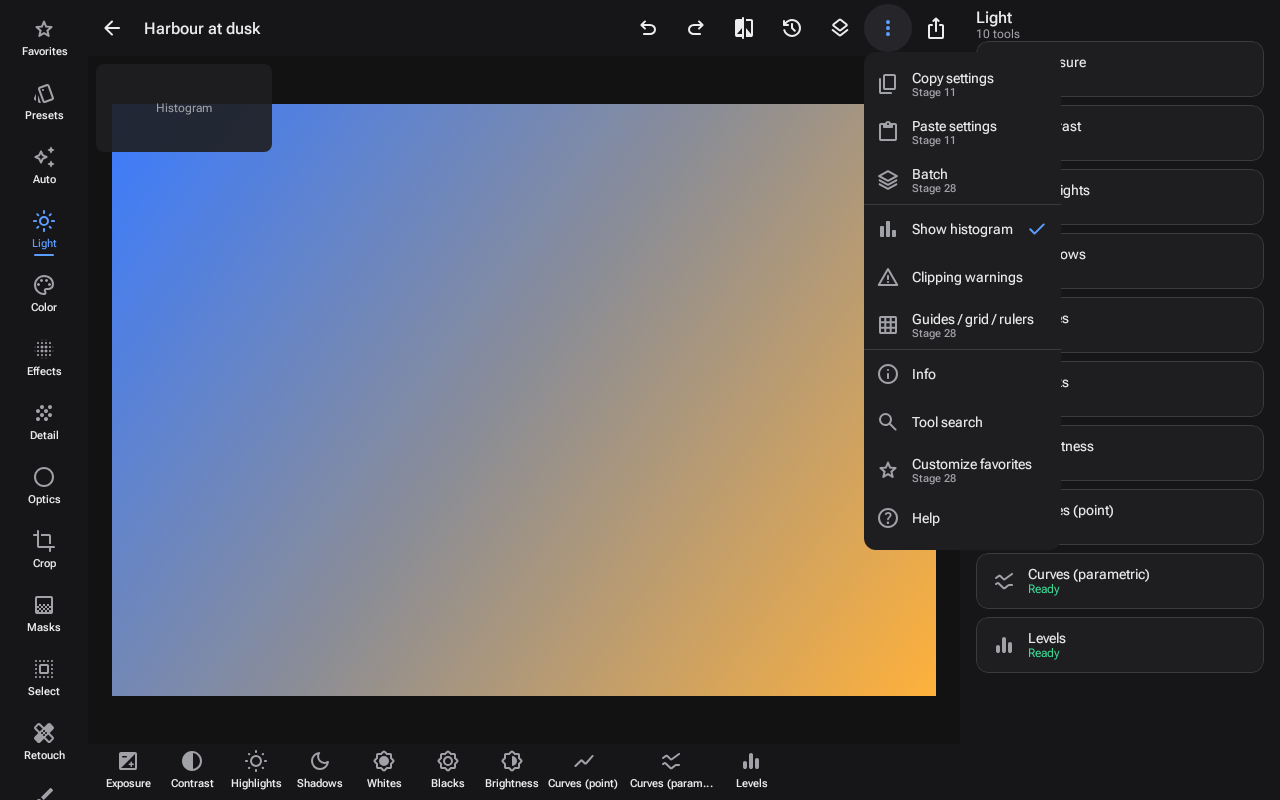 Harbour at dusk
Favorites
Presets
Auto
Light
Color
Effects
Detail
Optics
Crop
Masks
Select
Retouch
Histogram
Copy settings
Stage 11
Paste settings
Stage 11
Batch
Stage 28
Show histogram
Clipping warnings
Guides / grid / rulers
Stage 28
Info
Tool search
Customize favorites
Stage 28
Help
Light
10 tools
sure
rast
ights
ows
es
ts
tness
es (point)
Curves (parametric)
Ready
Levels
Ready
Exposure
Contrast
Highlights
Shadows
Whites
Blacks
Brightness
Curves (point)
Curves (param...
Levels